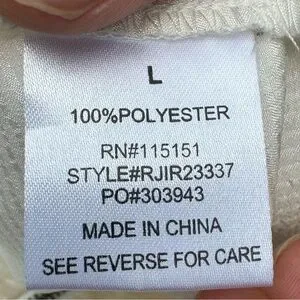 L
100%POLYESTER
RN#115151
STYLE#RJIR23337
PO#303943
MADE IN CHINA
SEE REVERSE FOR CARE